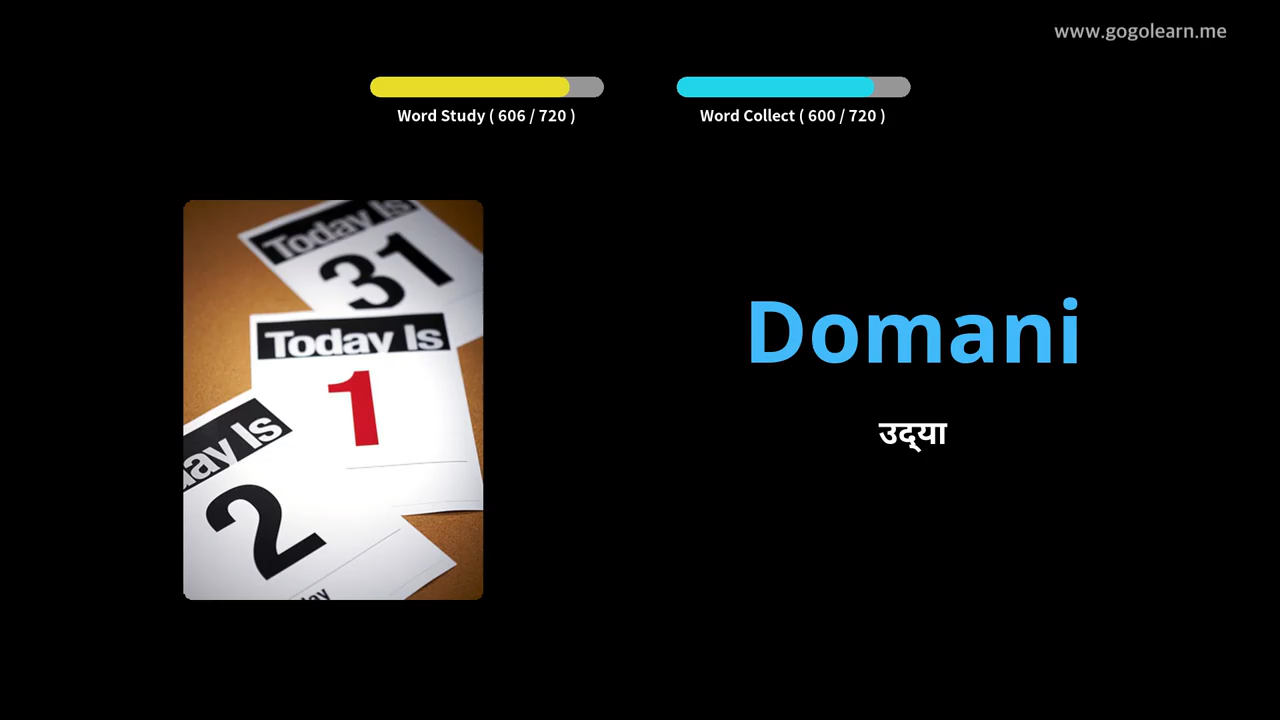 www.gogolearn.me
Word Study ( 606 / 720 )
Word Collect ( 600 / 720 )
Today Is
31
Today Is
1
ay Is
2
Domani
उद्या